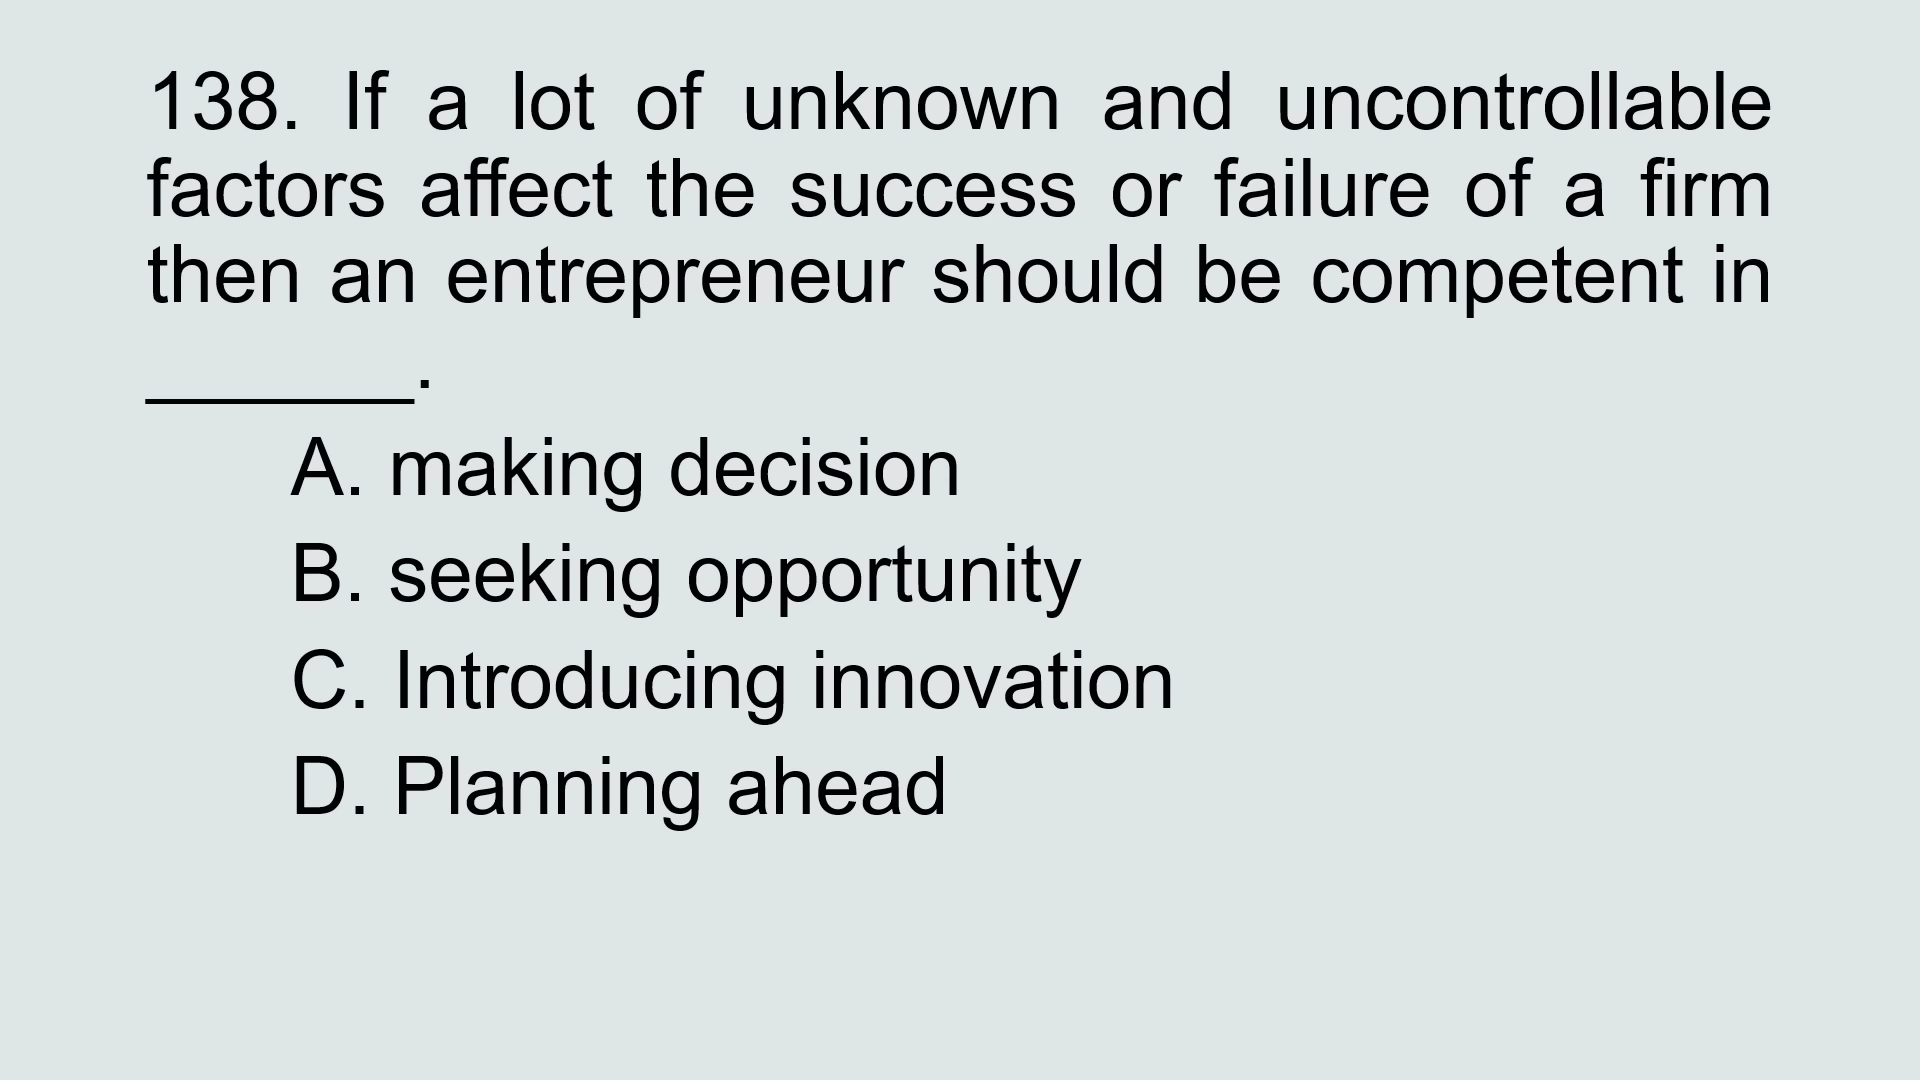 138. If a lot of unknown and uncontrollable
factors affect the success or failure of a firm
then an entrepreneur should be competent in
_______.
A. making decision
B. seeking opportunity
C. Introducing innovation
D. Planning ahead